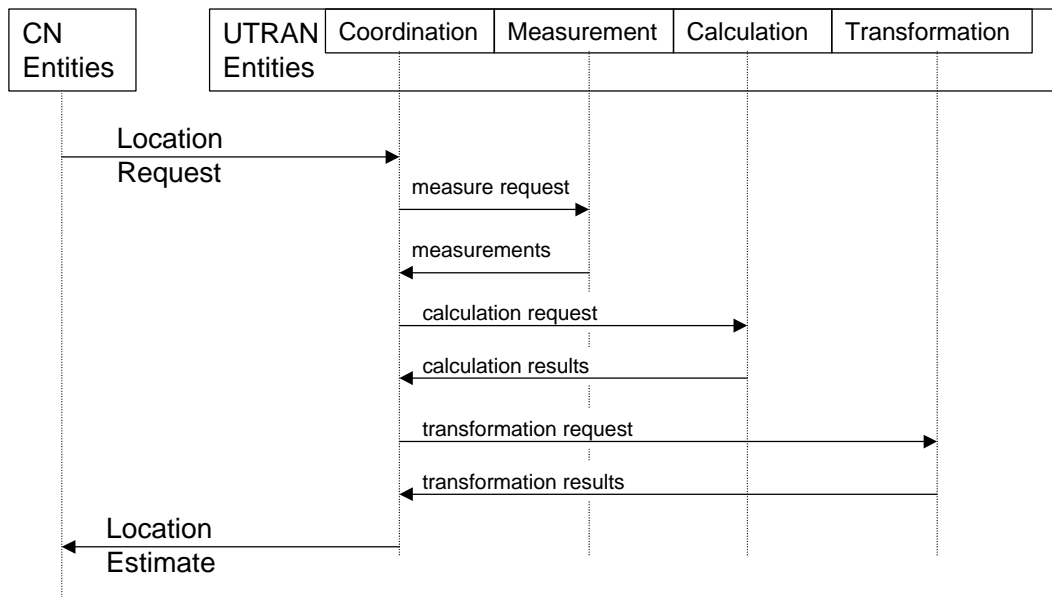 CN
Entities
UTRAN
Entities
Coordination
Measurement
Calculation
Transformation
Location
Request
measure request
measurements
calculation request
calculation results
transformation request
transformation results
Location
Estimate